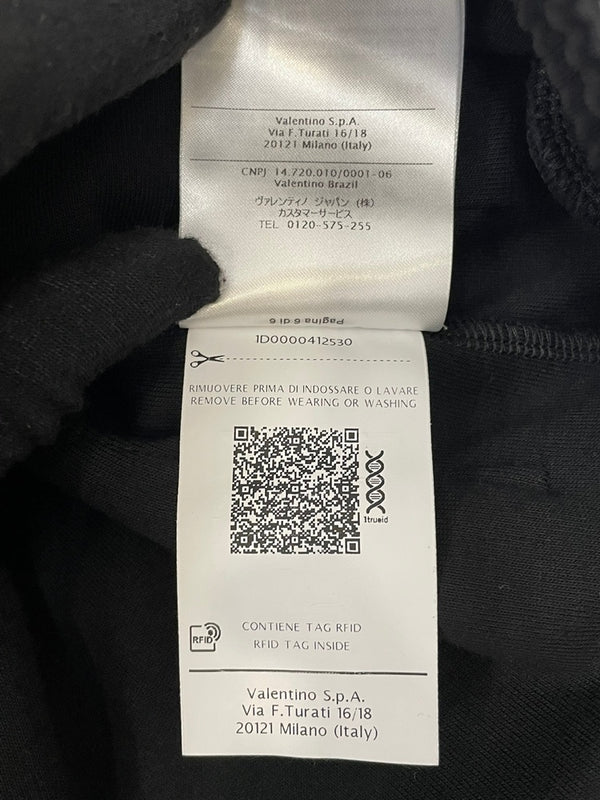 Valentino S.p.A.
Via F.Turati 16/18
20121 Milano (Italy)
CNPJ 14.720.010/0001-06
Valentino Brazil
ヴァレンティノ ジャパン (株)
カスタマーサービス
TEL 0120-575-255
Pagina 6 di 6
1D0000412530
RIMUOVERE PRIMA DI INDOSSARE O LAVARE
REMOVE BEFORE WEARING OR WASHING
1trueid
RFID
CONTIENE TAG RFID
RFID TAG INSIDE
Valentino S.p.A.
Via F.Turati 16/18
20121 Milano (Italy)